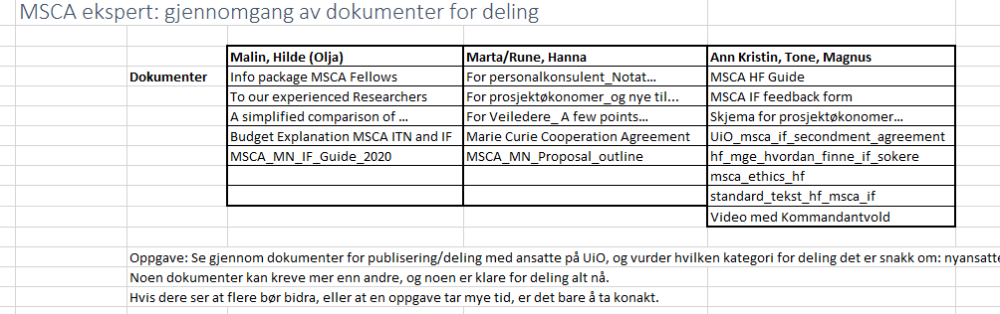 MSCA ekspert: gjennomgang av dokumenter for deling
Malin, Hilde (Olja) Marta/Rune, Hanna Ann Kristin, Tone, Magnus
Dokumenter Info package MSCA Fellows For personalkonsulent_Notat... MSCA HF Guide
To our experienced Researchers For prosjektøkonomer_og nye til... MSCA IF feedback form
A simplified comparison of ... For Veiledere_ A few points... Skjema for prosjektøkonomer...
Budget Explanation MSCA ITN and IF Marie Curie Cooperation Agreement UiO_msca_if_secondment_agreement
MSCA_MN_IF_Guide_2020 MSCA_MN_Proposal_outline hf_mge_hvordan_finne_if_sokere
msca_ethics_hf
standard_tekst_hf_msca_if
Video med Kommandantvold
Oppgave: Se gjennom dokumenter for publisering/deling med ansatte på UiO, og vurder hvilken kategori for deling det er snakk om: nyansatte
Noen dokumenter kan kreve mer enn andre, og noen er klare for deling alt nå.
Hvis dere ser at flere bør bidra, eller at en oppgave tar mye tid, er det bare å ta konakt.